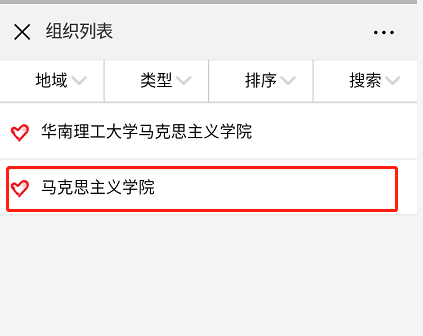 组织列表
地域 类型 排序 搜索
华南理工大学马克思主义学院
马克思主义学院